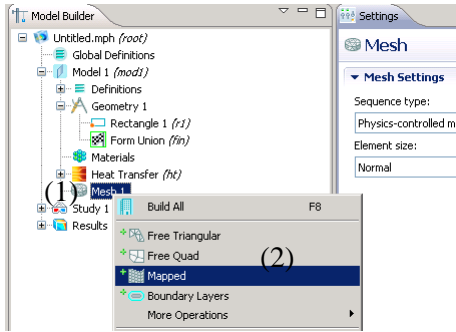 Model Builder
Settings
Untitled.mph (root)
Global Definitions
Model 1 (mod1)
Definitions
Geometry 1
Rectangle 1 (r1)
Form Union (fin)
Materials
Heat Transfer (ht)
(1) Mesh 1
Study 1
Results
Build All F8
Free Triangular
Free Quad
(2)
Mapped
Boundary Layers
More Operations
Mesh
Mesh Settings
Sequence type:
Physics-controlled m
Element size:
Normal